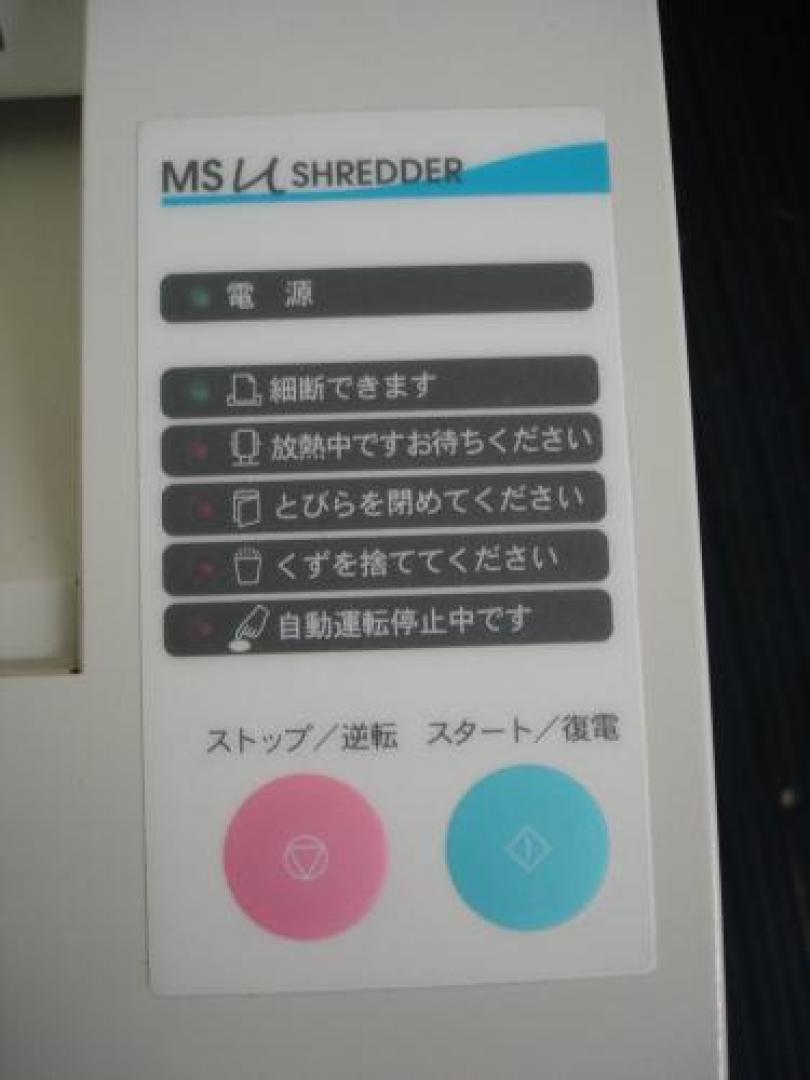 MS μ SHREDDER
電 源
細断できます
放熱中ですお待ちください
とびらを閉めてください
くずを捨ててください
自動運転停止中です
ストップ／逆転 スタート／復電